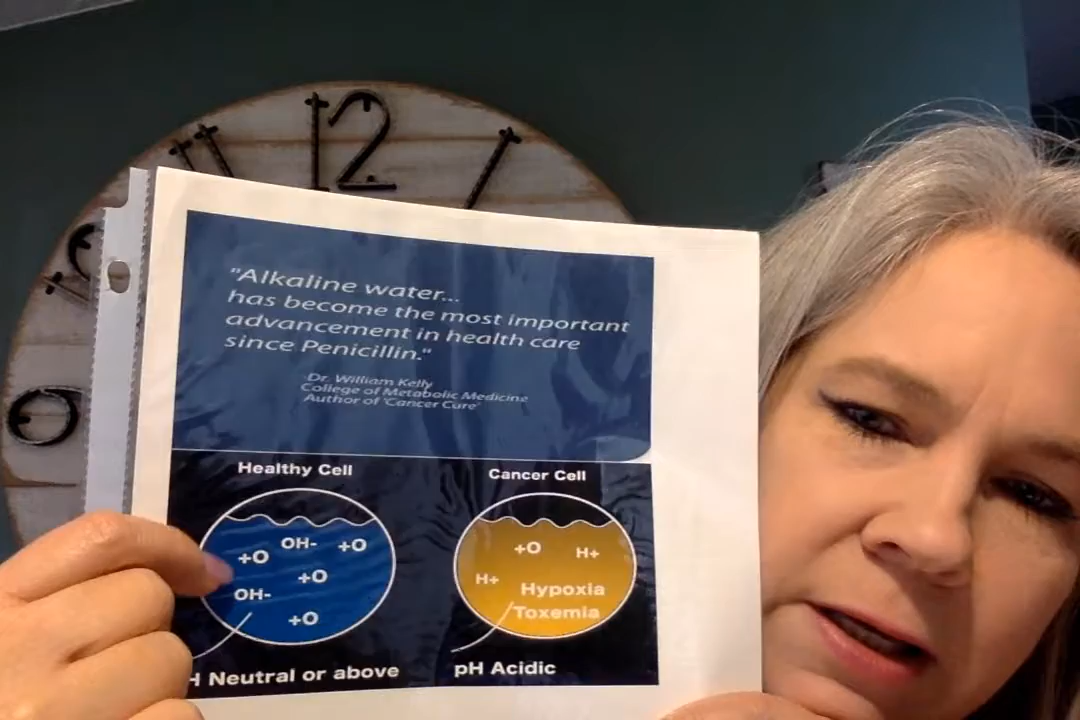 12
"Alkaline water...
has become the most important
advancement in health care
since Penicillin."
Dr. William Kelly
College of Metabolic Medicine
Author of 'Cancer Cure'
Healthy Cell
Cancer Cell
OH-
+O
+O
+O
OH-
+O
+O
H+
H+
Hypoxia
Toxemia
Neutral or above
pH Acidic